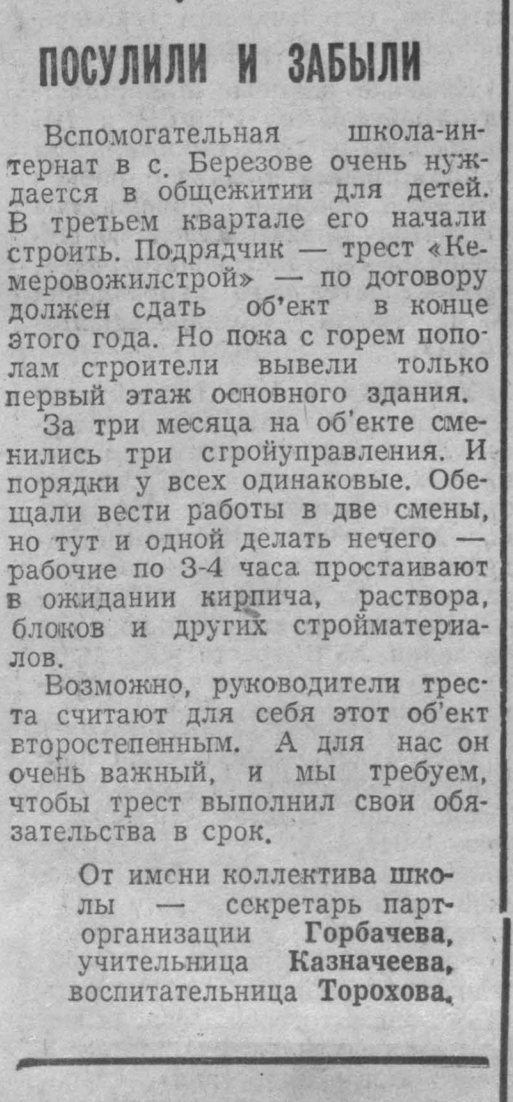 ПОСУЛИЛИ И ЗАБЫЛИ
Вспомогательная школа-ин-
тернат в с. Березове очень нуж-
дается в общежитии для детей.
В третьем квартале его начали
строить. Подрядчик — трест «Ке-
меровожилстрой» — по договору
должен сдать об'ект в конце
этого года. Но пока с горем попо-
лам строители вывели только
первый этаж основного здания.
За три месяца на об'екте сме-
нились три стройуправления. И
порядки у всех одинаковые. Обе-
щали вести работы в две смены,
но тут и одной делать нечего —
рабочие по 3-4 часа простаивают
в ожидании кирпича, раствора,
блоков и других стройматериа-
лов.
Возможно, руководители трес-
та считают для себя этот об'ект
второстепенным. А для нас он
очень важный, и мы требуем,
чтобы трест выполнил свои обя-
зательства в срок.
От имени коллектива шко-
лы — секретарь парт-
организации Горбачева,
учительница Казначеева,
воспитательница Торохова.